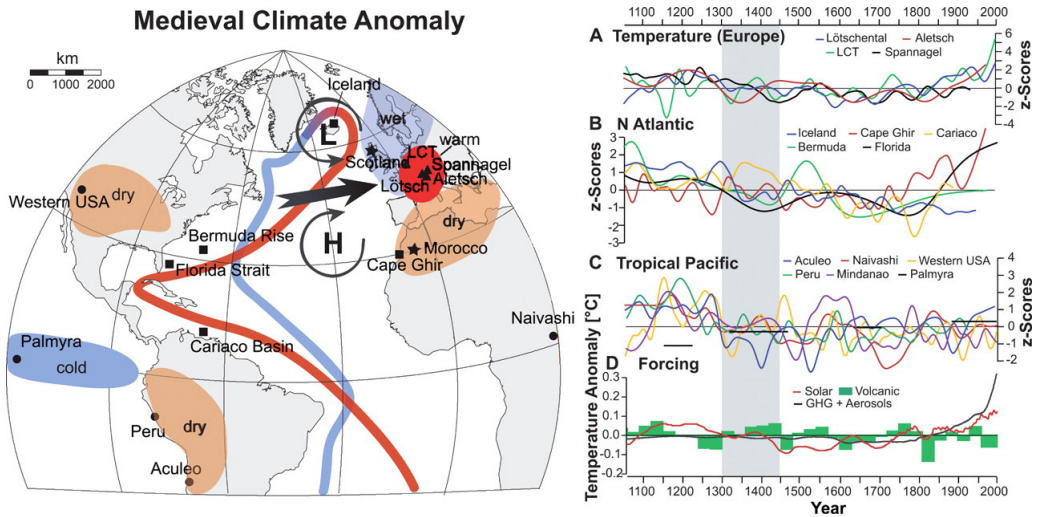 Medieval Climate Anomaly
km
0 1000 2000
Iceland
wet
L
warm
Scotland
LCT
Spannagel
Aletsch
Lötsch
dry
Western USA
dry
Bermuda Rise
H
Morocco
Cape Ghir
Florida Strait
Naivashi
Cariaco Basin
Palmyra
cold
Peru
dry
Aculeo
1100 1200 1300 1400 1500 1600 1700 1800 1900 2000
A Temperature (Europe)
Lötschental Aletsch
LCT Spannagel
6
4
2
0
-2
-4
z-Scores
B N Atlantic
Iceland Cape Ghir Cariaco
Bermuda Florida
3
2
1
0
-1
-2
-3
z-Scores
C Tropical Pacific
Aculeo Naivashi Western USA
Peru Mindanao Palmyra
4
3
2
1
0
-1
-2
z-Scores
D Forcing
Solar Volcanic
GHG + Aerosols
0.3
0.2
0.1
0.0
-0.1
-0.2
Temperature Anomaly [°C]
1100 1200 1300 1400 1500 1600 1700 1800 1900 2000
Year